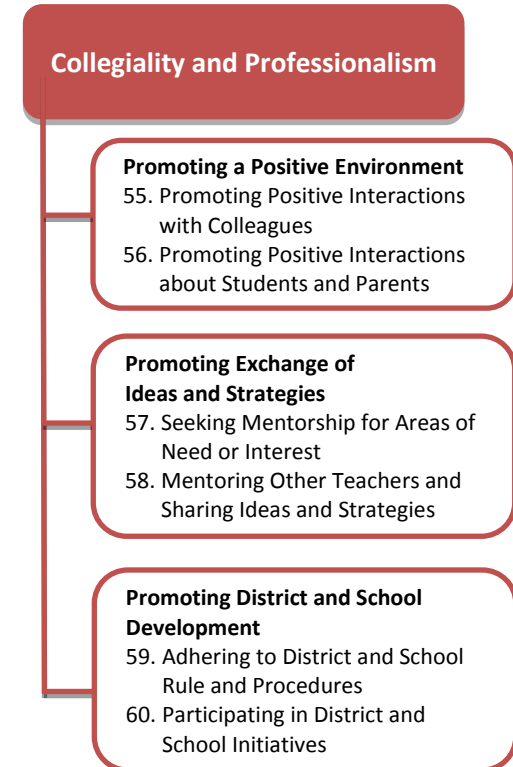 Collegiality and Professionalism
Promoting a Positive Environment
55. Promoting Positive Interactions
with Colleagues
56. Promoting Positive Interactions
about Students and Parents
Promoting Exchange of
Ideas and Strategies
57. Seeking Mentorship for Areas of
Need or Interest
58. Mentoring Other Teachers and
Sharing Ideas and Strategies
Promoting District and School
Development
59. Adhering to District and School
Rule and Procedures
60. Participating in District and
School Initiatives